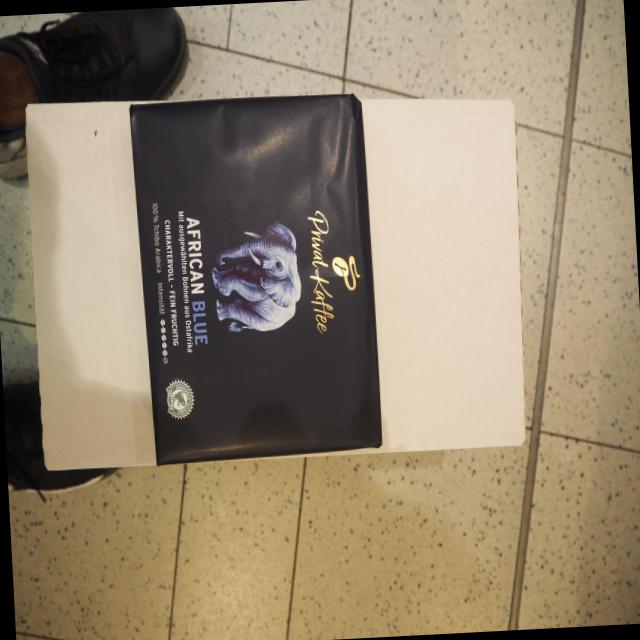 Privat Kaffee
AFRICAN BLUE
Mit ausgewählten Bohnen aus Ostafrika
CHARAKTERVOLL - FEIN FRUCHTIG
100 % Tchibo Arabica Intensität